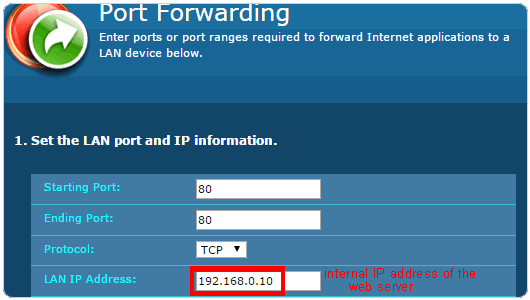 Port Forwarding
Enter ports or port ranges required to forward Internet applications to a
LAN device below.
1. Set the LAN port and IP information.
Starting Port: 80
Ending Port: 80
Protocol: TCP
LAN IP Address: 192.168.0.10 internal IP address of the
web server